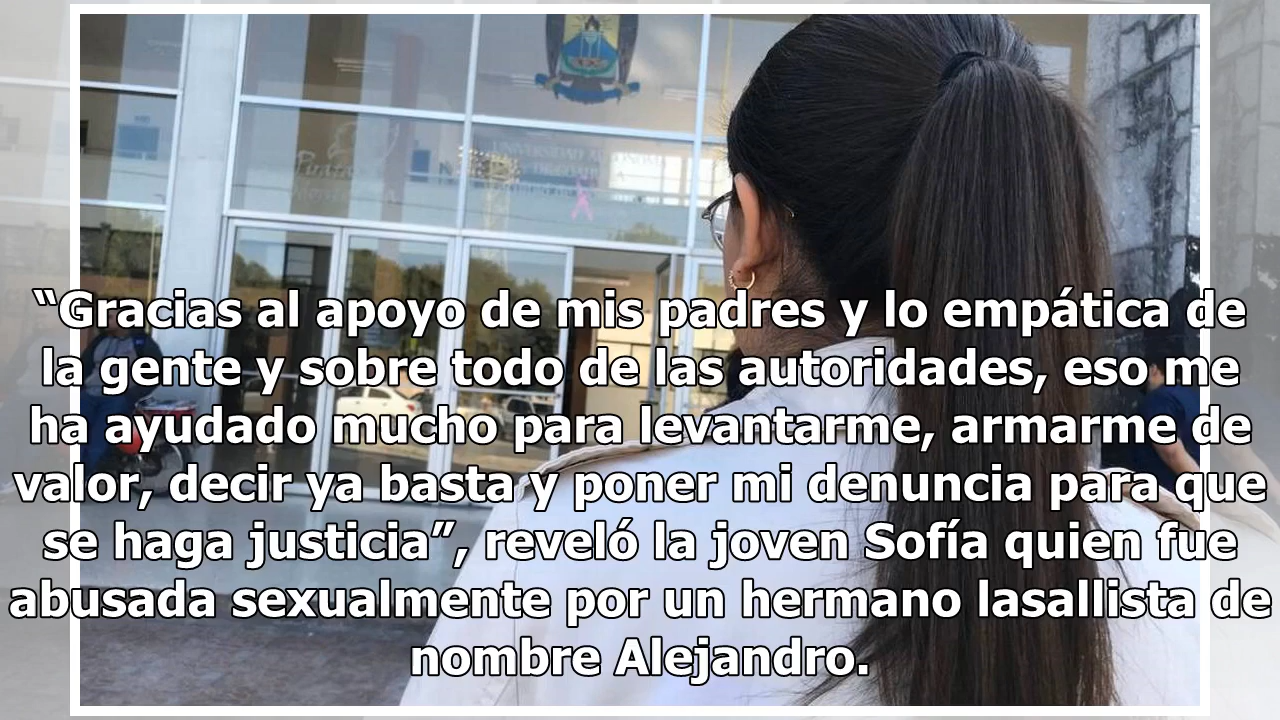 UNIVERSIDAD
“Gracias al apoyo de mis padres y lo empática de
la gente y sobre todo de las autoridades, eso me
ha ayudado mucho para levantarme, armarme de
valor, decir ya basta y poner mi denuncia para que
se haga justicia”, reveló la joven Sofía quien fue
abusada sexualmente por un hermano lasallista de
nombre Alejandro.